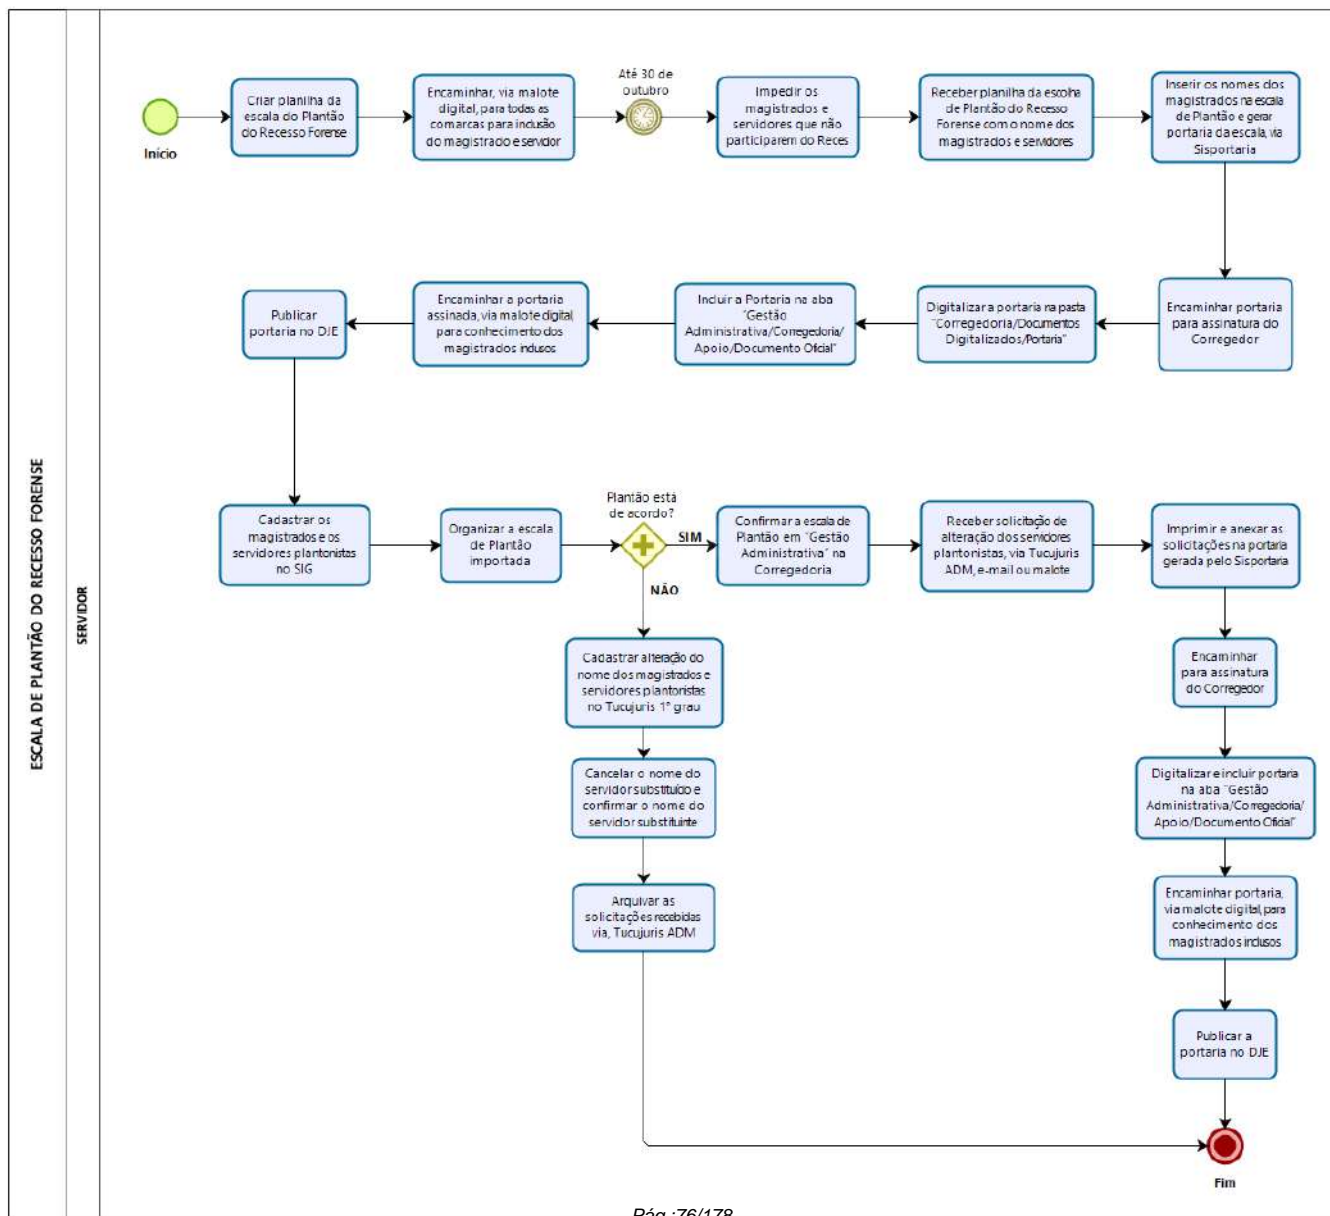 ESCALA DE PLANTÃO DO RECESSO FORENSE
SERVIDOR
Início
Criar planilha da
escala do Plantão
do Recesso Forense
Encaminhar, via malote
digital, para todas as
comarcas para inclusão
do magistrado e servidor
Até 30 de
outubro
Impedir os
magistrados e
servidores que não
participarem do Reces
Receber planilha da escolha
de Plantão do Recesso
Forense com o nome dos
magistrados e servidores
Inserir os nomes dos
magistrados na escala
de Plantão e gerar
portaria da escala, via
Sisportaria
Encaminhar portaria
para assinatura do
Corregedor
Digitalizar a portaria na pasta
"Corregedoria/Documentos
Digitalizados/Portaria"
Incluir a Portaria na aba
"Gestão
Administrativa/Corregedoria/
Apoio/Documento Oficial"
Encaminhar a portaria
assinada, via malote digital,
para conhecimento dos
magistrados inclusos
Publicar
portaria no DJE
Cadastrar os
magistrados e os
servidores plantonistas
no SIG
Organizar a escala
de Plantão
importada
Plantão está
de acordo?
SIM
NÃO
Confirmar a escala de
Plantão em "Gestão
Administrativa" na
Corregedoria
Receber solicitação de
alteração dos servidores
plantonistas, via Tucujuris
ADM, e-mail ou malote
Imprimir e anexar as
solicitações na portaria
gerada pelo Sisportaria
Encaminhar
para assinatura
do Corregedor
Digitalizar e incluir portaria
na aba "Gestão
Administrativa/Corregedoria/
Apoio/Documento Oficial"
Encaminhar portaria,
via malote digital, para
conhecimento dos
magistrados inclusos
Publicar a
portaria no DJE
Cadastrar alteração do
nome dos magistrados e
servidores plantonistas
no Tucujuris 1° grau
Cancelar o nome do
servidor substituído e
confirmar o nome do
servidor substituinte
Arquivar as
solicitações recebidas
via, Tucujuris ADM
Fim
Pág.:76/178